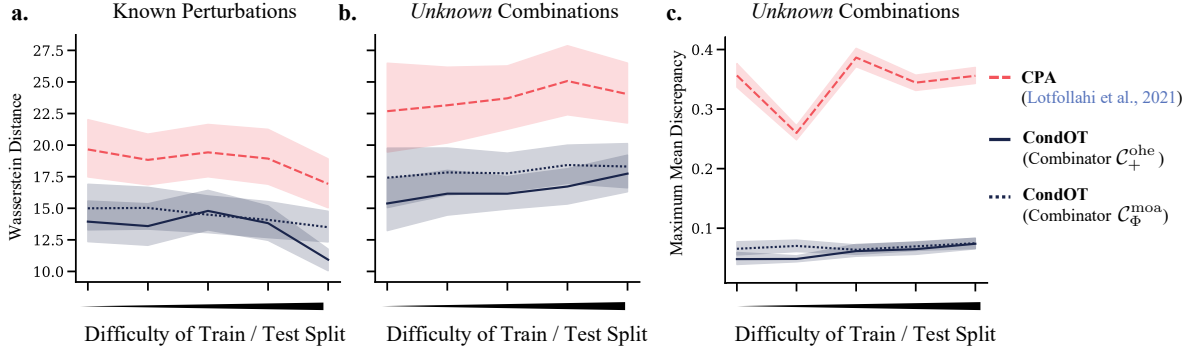 a. Known Perturbations
Wasserstein Distance
27.5
25.0
22.5
20.0
17.5
15.0
12.5
10.0
Difficulty of Train / Test Split
b. Unknown Combinations
Difficulty of Train / Test Split
c. Unknown Combinations
Maximum Mean Discrepancy
0.4
0.3
0.2
0.1
Difficulty of Train / Test Split
CPA
(Lotfollahi et al., 2021)
CondOT
(Combinator 𝒞₊ᵒʰᵉ)
CondOT
(Combinator 𝒞_Φ^moa)